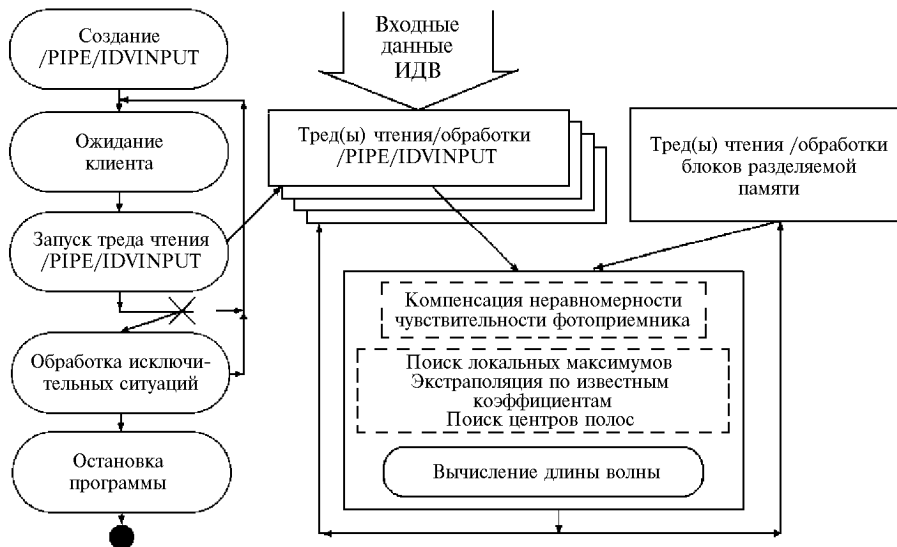 Создание
/PIPE/IDVINPUT
Ожидание
клиента
Запуск треда чтения
/PIPE/IDVINPUT
Обработка исключи-
тельных ситуаций
Остановка
программы
Входные
данные
ИДВ
Тред(ы) чтения/обработки
/PIPE/IDVINPUT
Тред(ы) чтения /обработки
блоков разделяемой
памяти
Компенсация неравномерности
чувствительности фотоприемника
Поиск локальных максимумов
Экстраполяция по известным
коэффициентам
Поиск центров полос
Вычисление длины волны